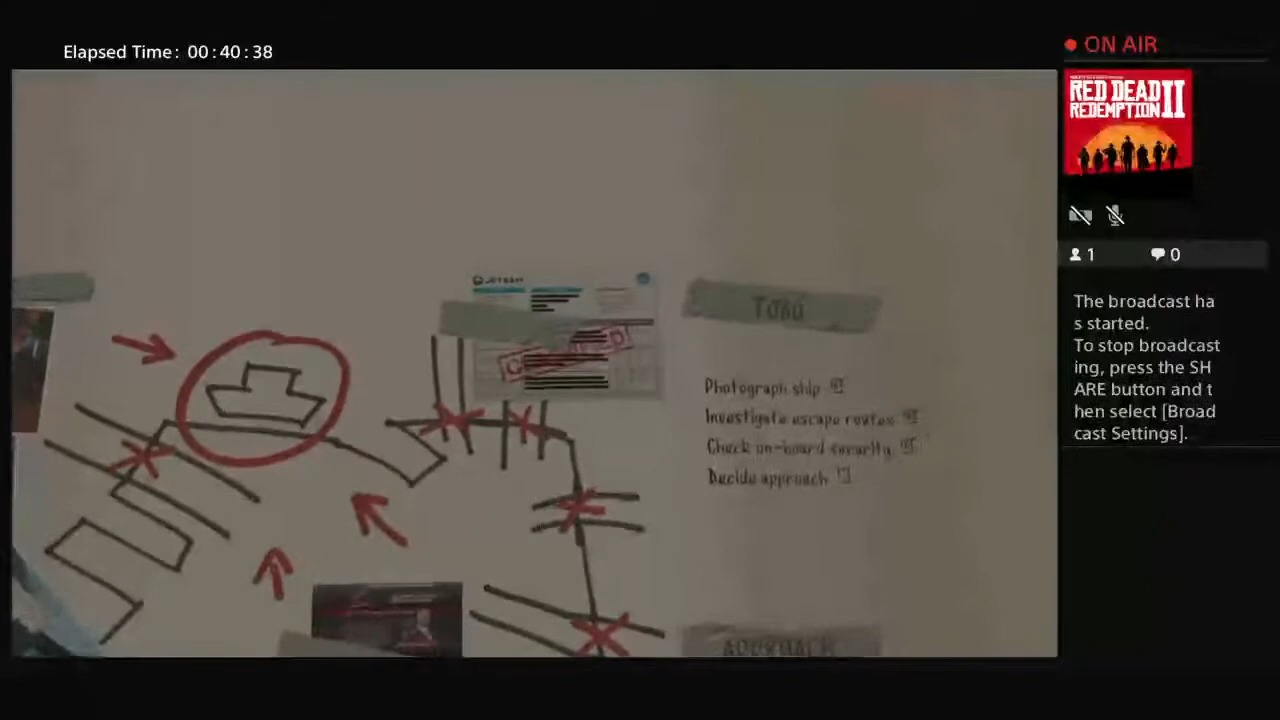 Elapsed Time: 00:40:38
ON AIR
RED DEAD
REDEMPTION II
1
0
The broadcast ha
s started.
To stop broadcast
ing, press the SH
ARE button and t
hen select [Broad
cast Settings].
TODO
Photograph ship
Investigate escape routes
Check on-board security
Decide approach